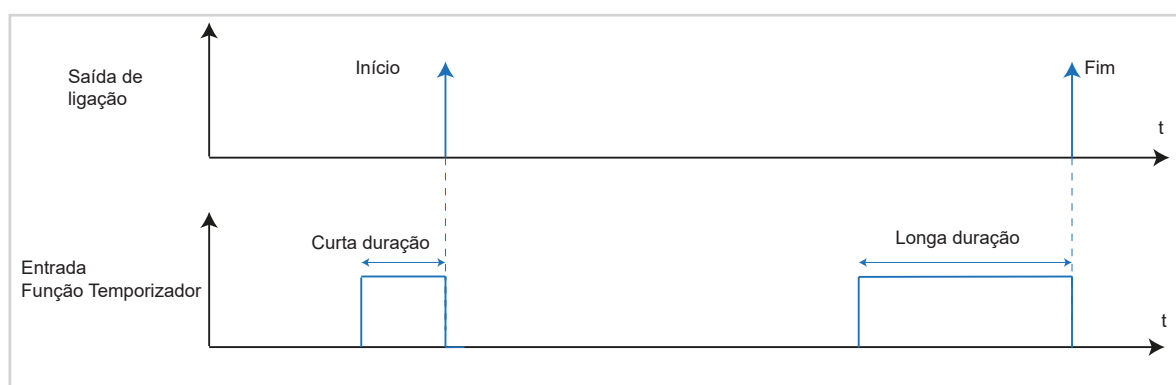 Saída de
ligação
Início
Fim
t
Curta duração
Longa duração
Entrada
Função Temporizador
t